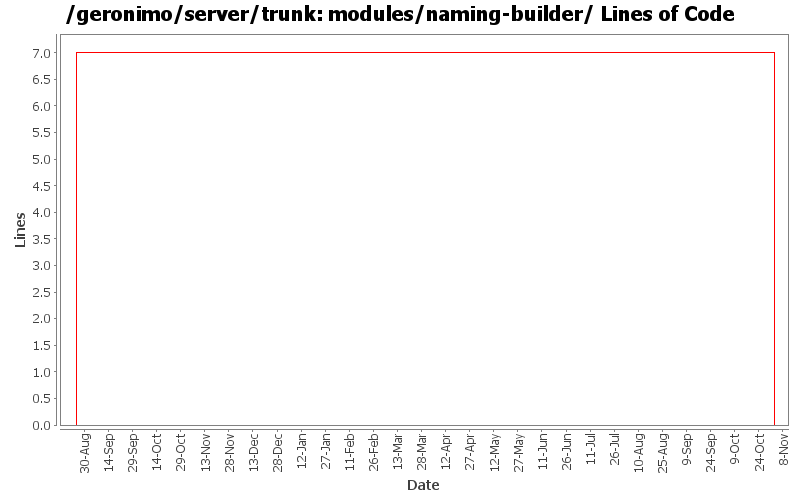 /geronimo/server/trunk: modules/naming-builder/ Lines of Code
7.0
6.5
6.0
5.5
5.0
4.5
4.0
3.5
3.0
2.5
2.0
1.5
1.0
0.5
0.0
Lines
30-Aug
14-Sep
29-Sep
14-Oct
29-Oct
13-Nov
28-Nov
13-Dec
28-Dec
12-Jan
27-Jan
11-Feb
26-Feb
13-Mar
28-Mar
12-Apr
27-Apr
12-May
27-May
11-Jun
26-Jun
11-Jul
26-Jul
10-Aug
25-Aug
9-Sep
24-Sep
9-Oct
24-Oct
8-Nov
Date